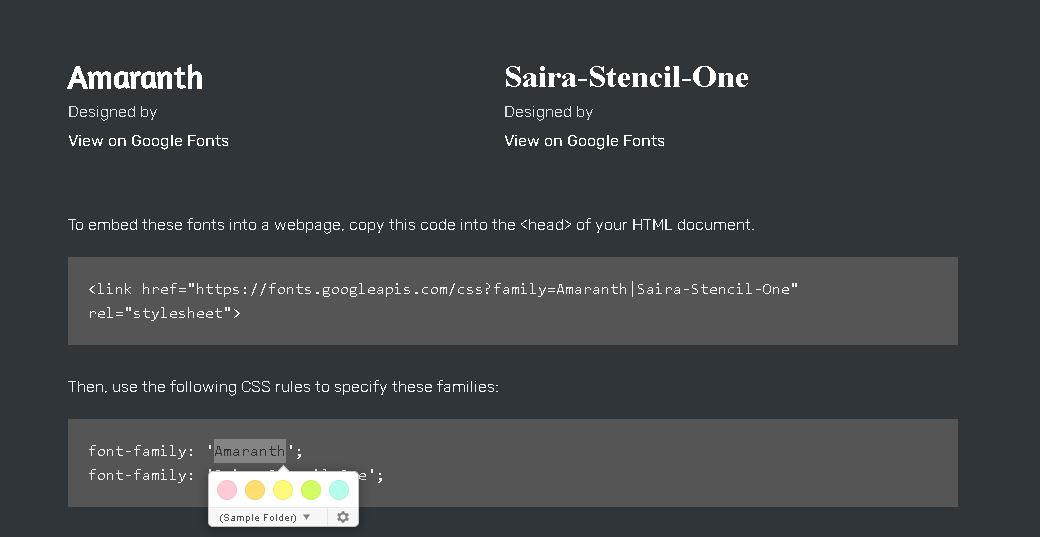 Amaranth
Saira-Stencil-One
Designed by
Designed by
View on Google Fonts
View on Google Fonts
To embed these fonts into a webpage, copy this code into the <head> of your HTML document.
<link href="https://fonts.googleapis.com/css?family=Amaranth|Saira-Stencil-One"
rel="stylesheet">
Then, use the following CSS rules to specify these families:
font-family: 'Amaranth';
font-family:
(Sample Folder)